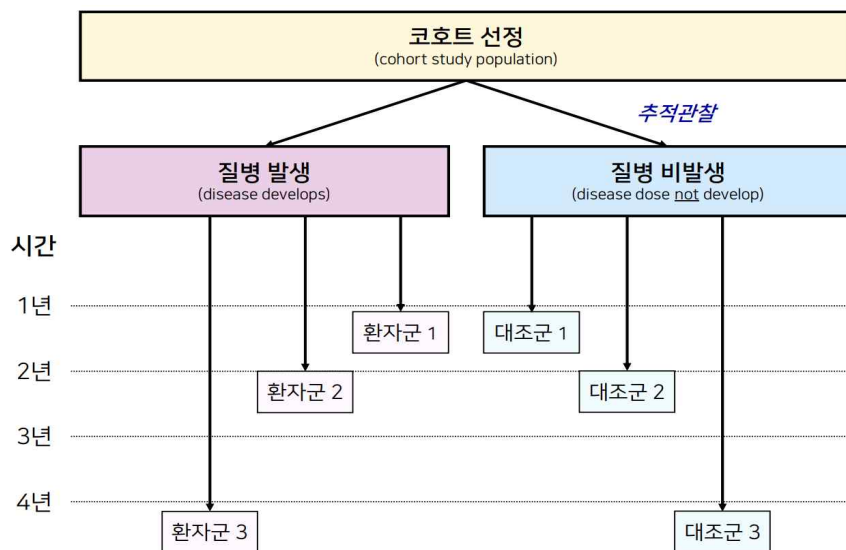 코호트 선정
(cohort study population)
추적관찰
질병 발생
(disease develops)
질병 비발생
(disease dose not develop)
시간
1년
환자군 1
대조군 1
2년
환자군 2
대조군 2
3년
4년
환자군 3
대조군 3